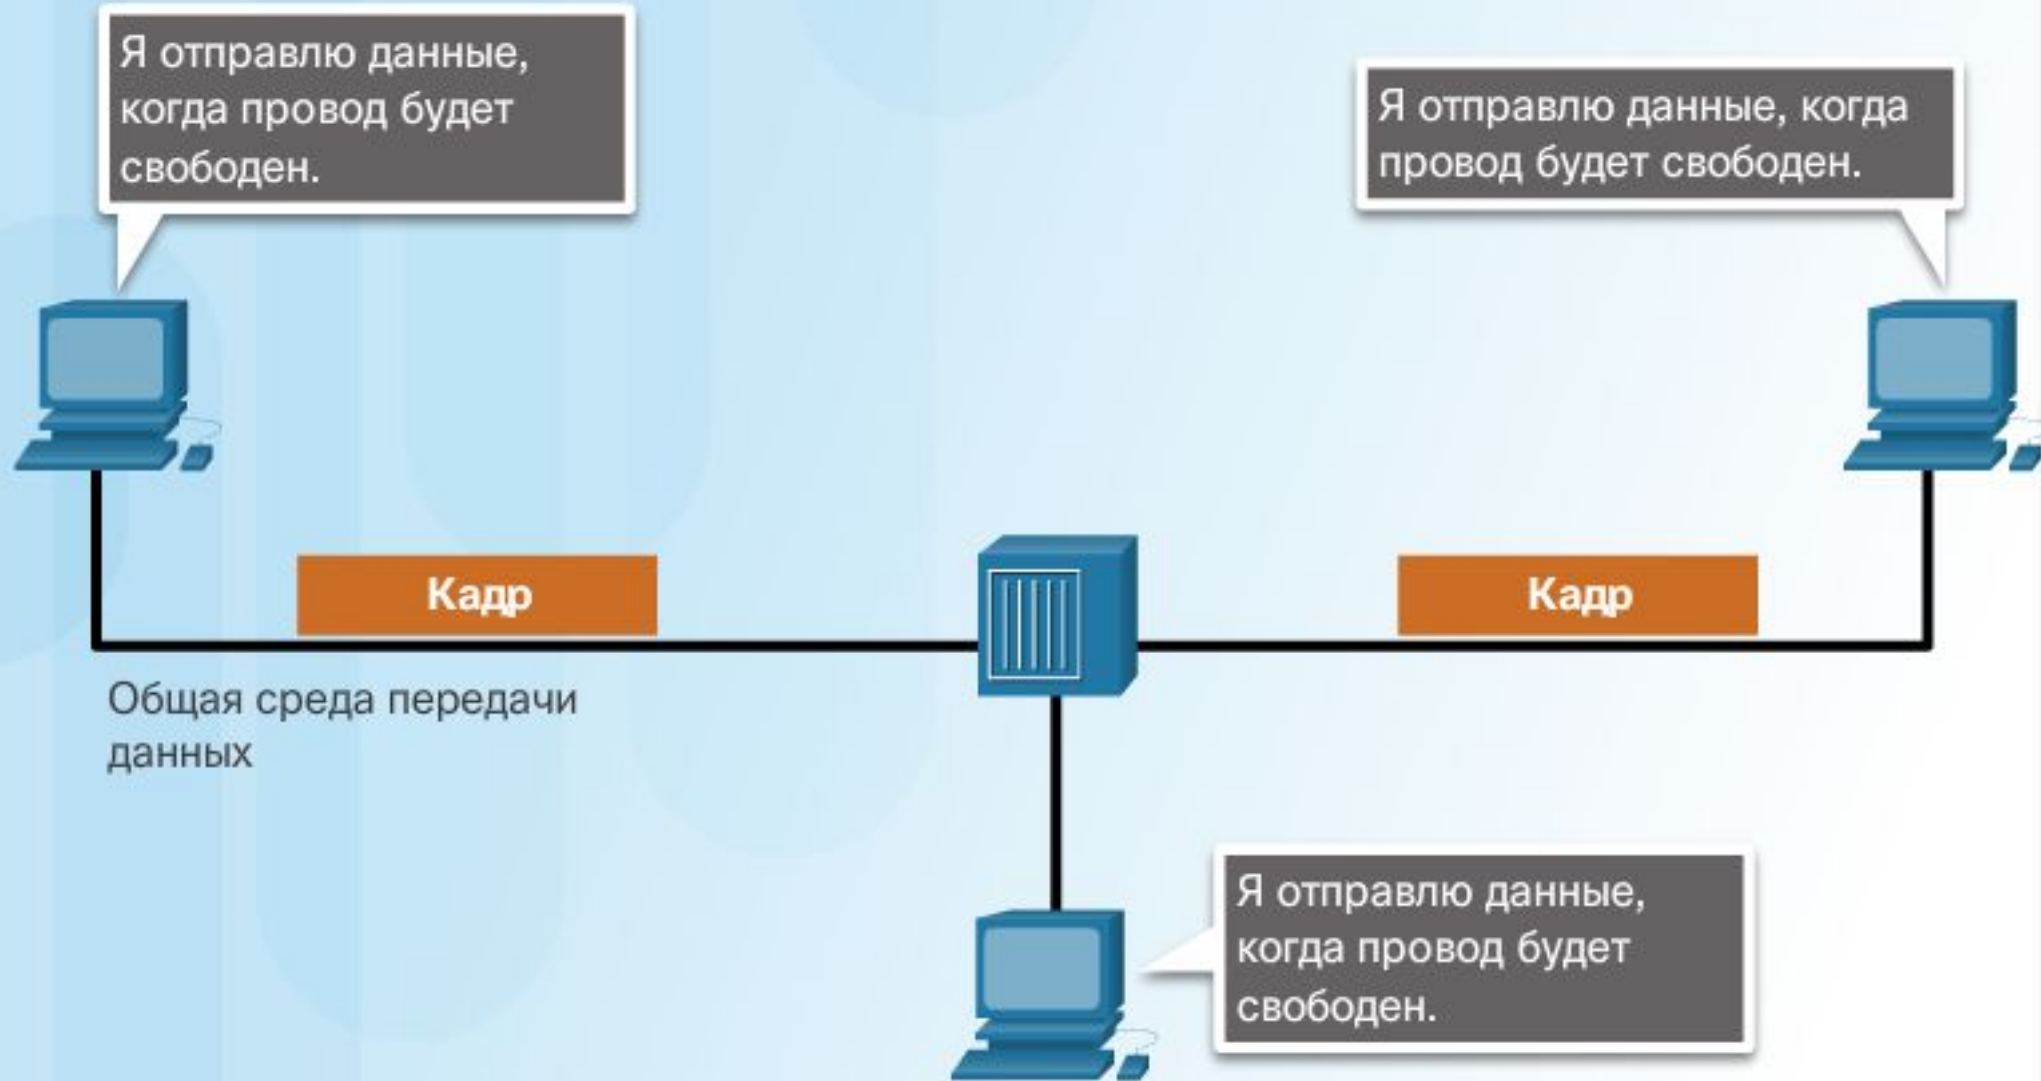 Я отправлю данные,
когда провод будет
свободен.
Я отправлю данные, когда
провод будет свободен.
Кадр
Кадр
Общая среда передачи
данных
Я отправлю данные,
когда провод будет
свободен.